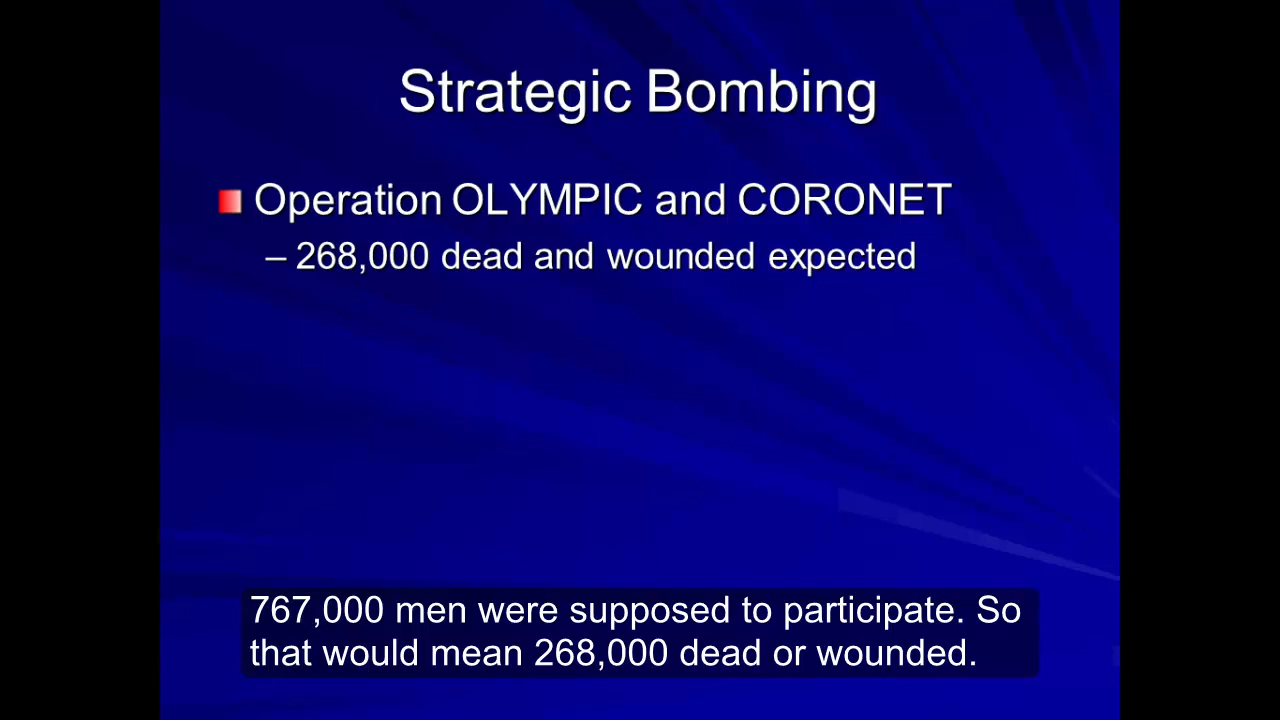 Strategic Bombing
Operation OLYMPIC and CORONET
– 268,000 dead and wounded expected
767,000 men were supposed to participate. So
that would mean 268,000 dead or wounded.